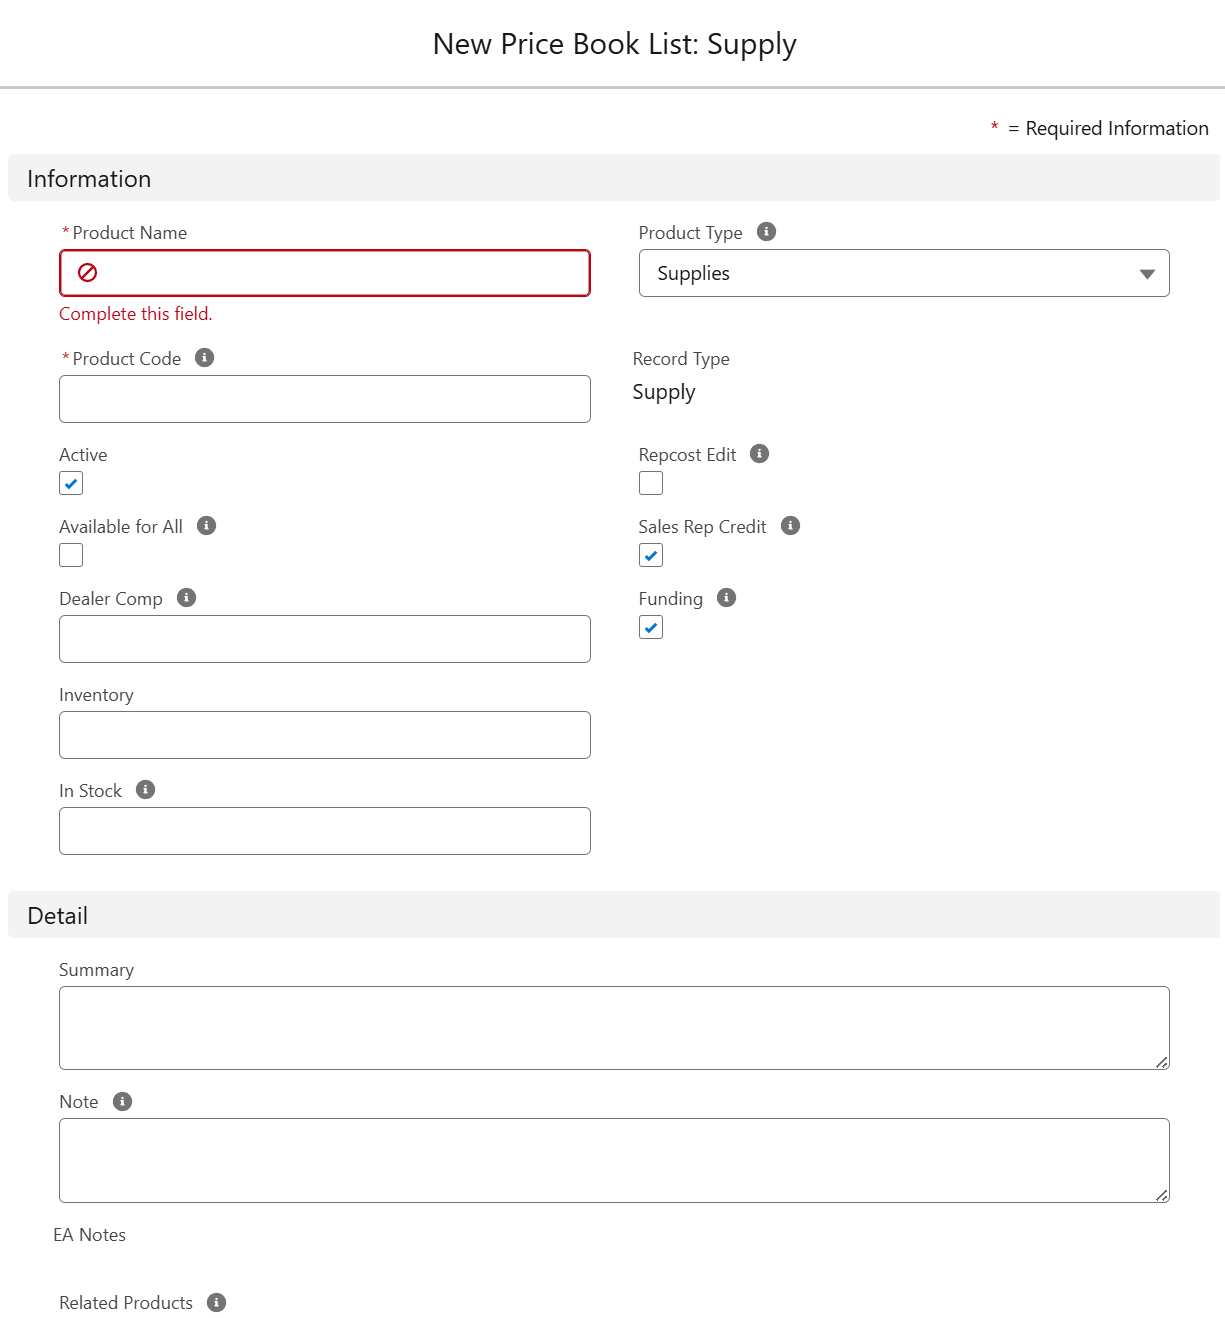 New Price Book List: Supply
* = Required Information
Information
*Product Name
Complete this field.
Product Type
Supplies
*Product Code
Record Type
Supply
Active
Repcost Edit
Available for All
Sales Rep Credit
Dealer Comp
Funding
Inventory
In Stock
Detail
Summary
Note
EA Notes
Related Products